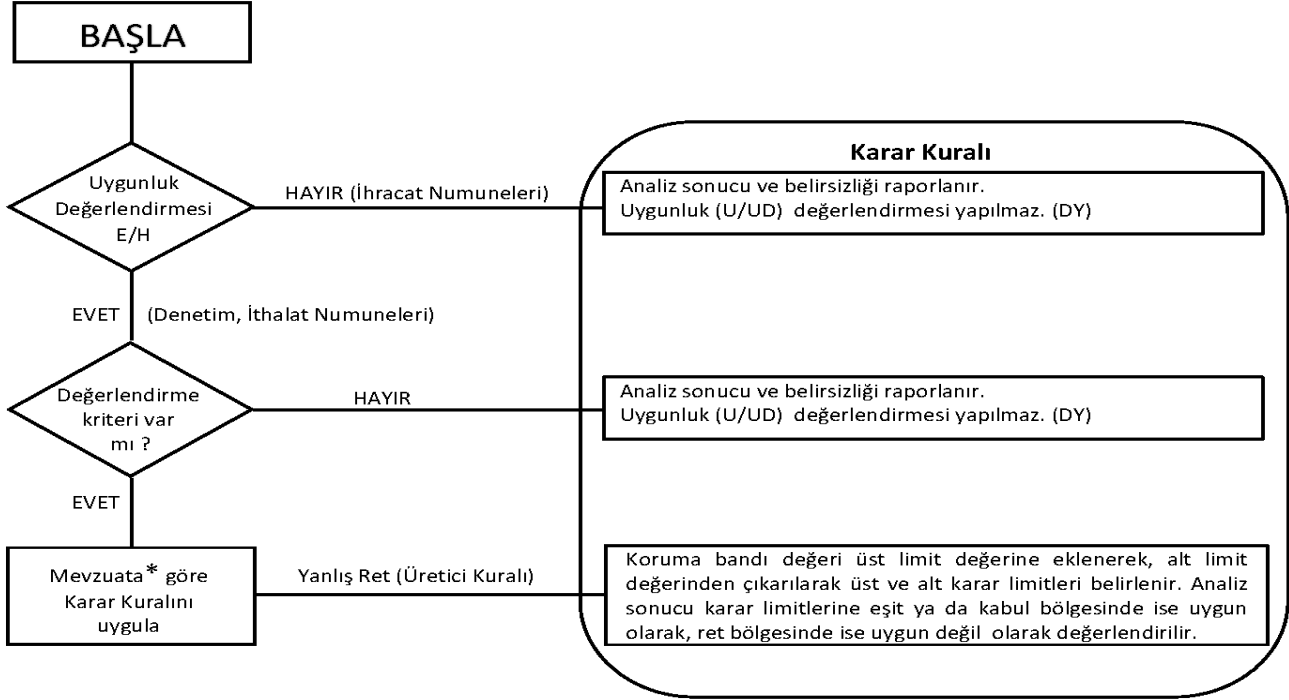 BAŞLA
Karar Kuralı
Uygunluk
Değerlendirmesi
E/H
HAYIR (İhracat Numuneleri)
Analiz sonucu ve belirsizliği raporlanır.
Uygunluk (U/UD) değerlendirmesi yapılmaz. (DY)
EVET (Denetim, İthalat Numuneleri)
Değerlendirme
kriteri var
mı ?
HAYIR
Analiz sonucu ve belirsizliği raporlanır.
Uygunluk (U/UD) değerlendirmesi yapılmaz. (DY)
EVET
Mevzuata* göre
Karar Kuralını
uygula
Yanlış Ret (Üretici Kuralı)
Koruma bandı değeri üst limit değerine eklenerek, alt limit
değerinden çıkarılarak üst ve alt karar limitleri belirlenir. Analiz
sonucu karar limitlerine eşit ya da kabul bölgesinde ise uygun
olarak, ret bölgesinde ise uygun değil olarak değerlendirilir.